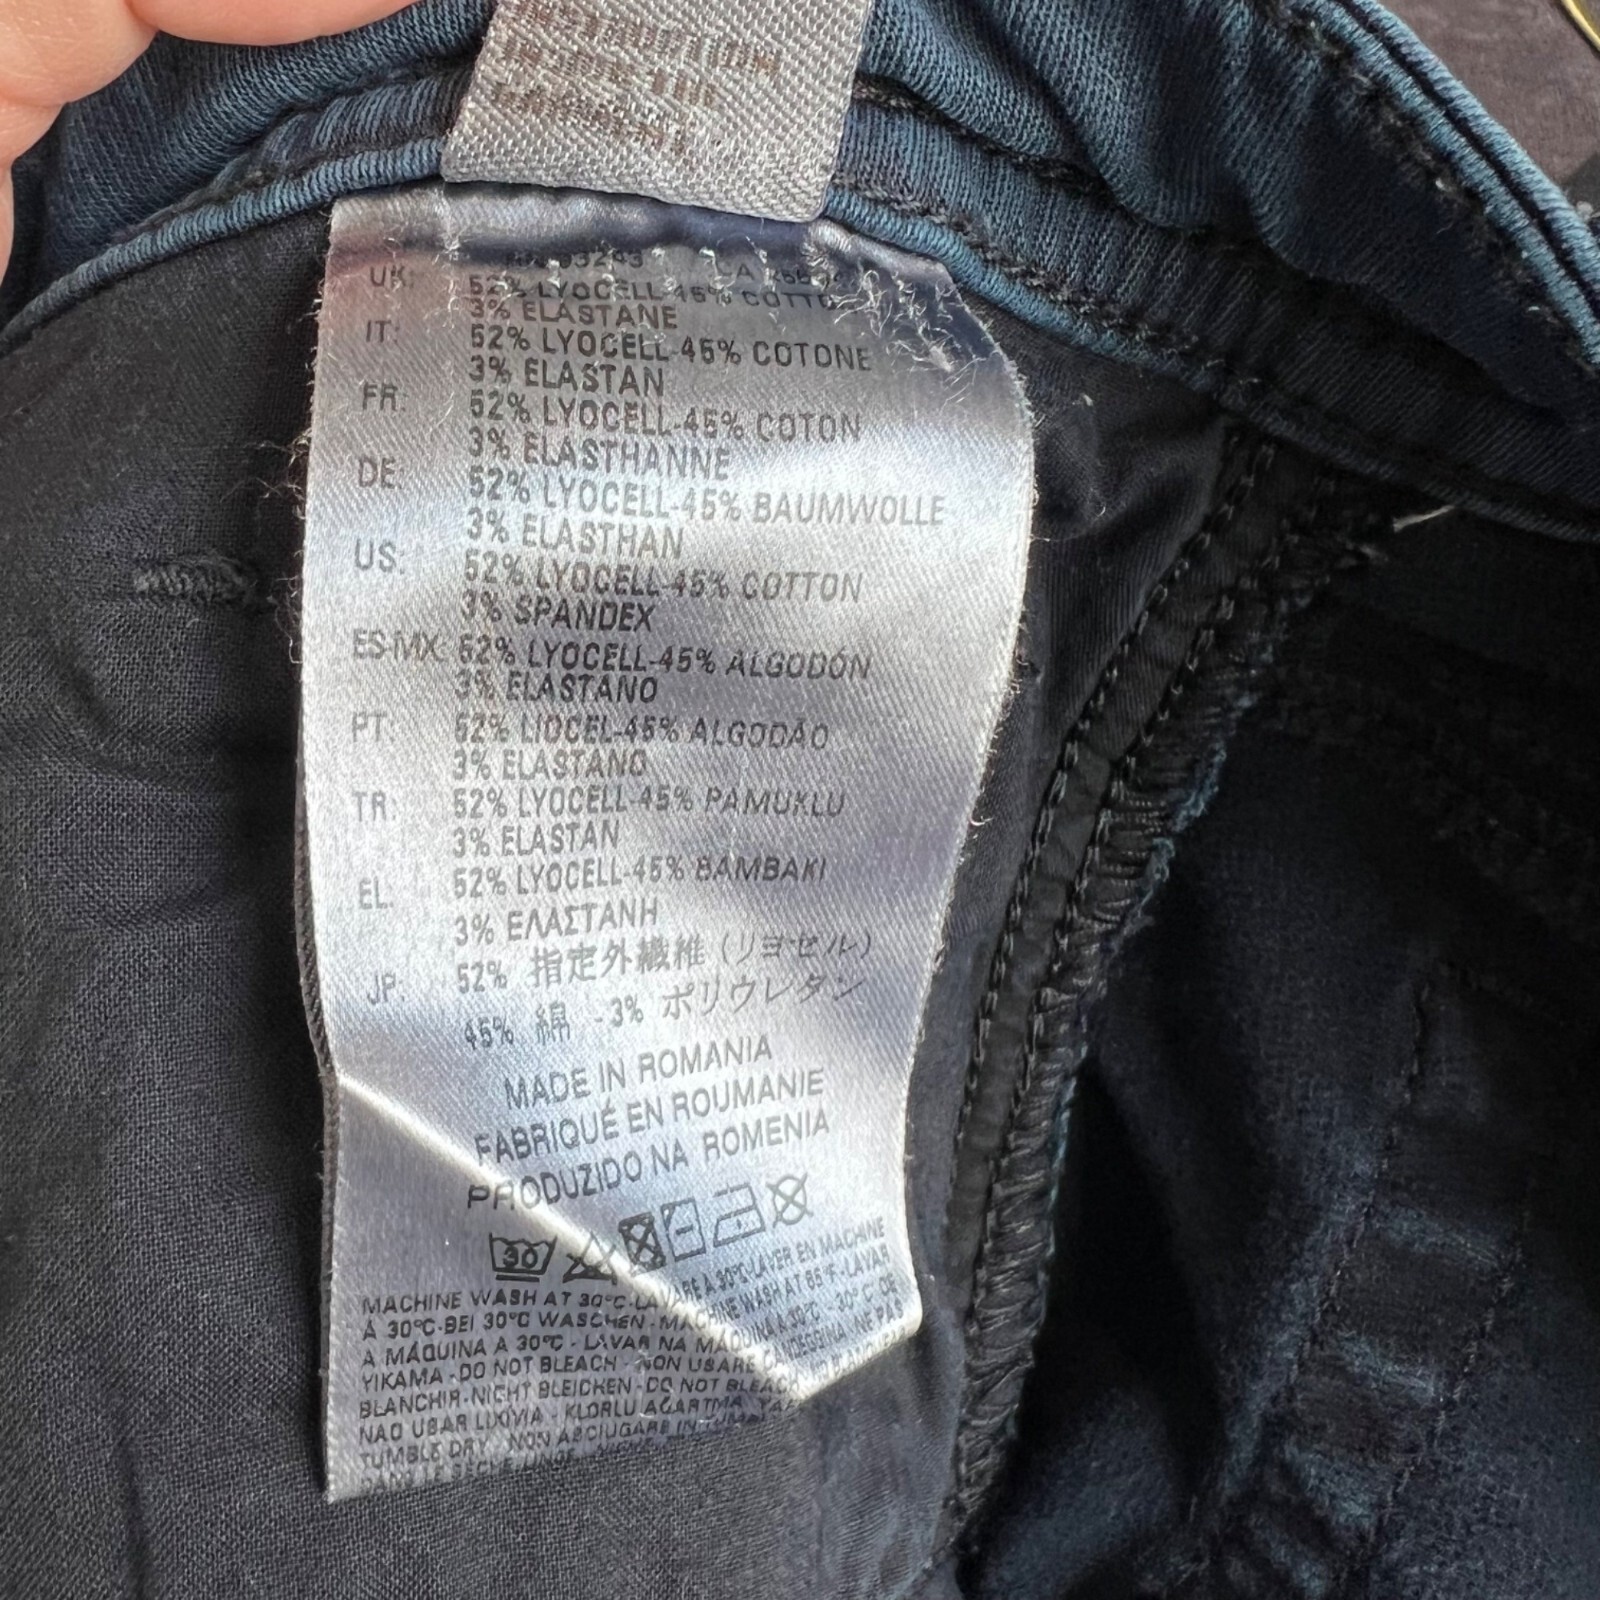 UK: 52% LYOCELL-45% COTTO
3% ELASTANE
IT: 52% LYOCELL-45% COTONE
3% ELASTAN
FR: 52% LYOCELL-45% COTON
3% ELASTHANNE
DE: 52% LYOCELL-45% BAUMWOLLE
3% ELASTHAN
US: 52% LYOCELL-45% COTTON
3% SPANDEX
ES-MX: 52% LYOCELL-45% ALGODÓN
3% ELASTANO
PT: 52% LIOCEL-45% ALGODÃO
3% ELASTANO
TR: 52% LYOCELL-45% PAMUKLU
3% ELASTAN
EL: 52% LYOCELL-45% BAMBAKI
3% ΕΛΑΣΤΑΝΗ
JP: 52% 指定外繊維 (リヨセル)
45% 綿 - 3% ポリウレタン
MADE IN ROMANIA
FABRIQUÉ EN ROUMANIE
PRODUZIDO NA ROMENIA
30
MACHINE WASH AT 30°C-LAVARE A 30°C-LAVER EN MACHINE
À 30°C-BEI 30°C WASCHEN - MACHINE WASH AT 85°F-LAVAR
A MÁQUINA A 30°C - LAVAR NA MÁQUINA A 30°C - 30°C DE
YIKAMA - DO NOT BLEACH - NON USARE CANDEGGINA - NE PAS
BLANCHIR - NICHT BLEICHEN - DO NOT BLEACH
NAO USAR LIXIVIA - KLORLU AGARTMA
TUMBLE DRY - NON ASCIUGARE IN